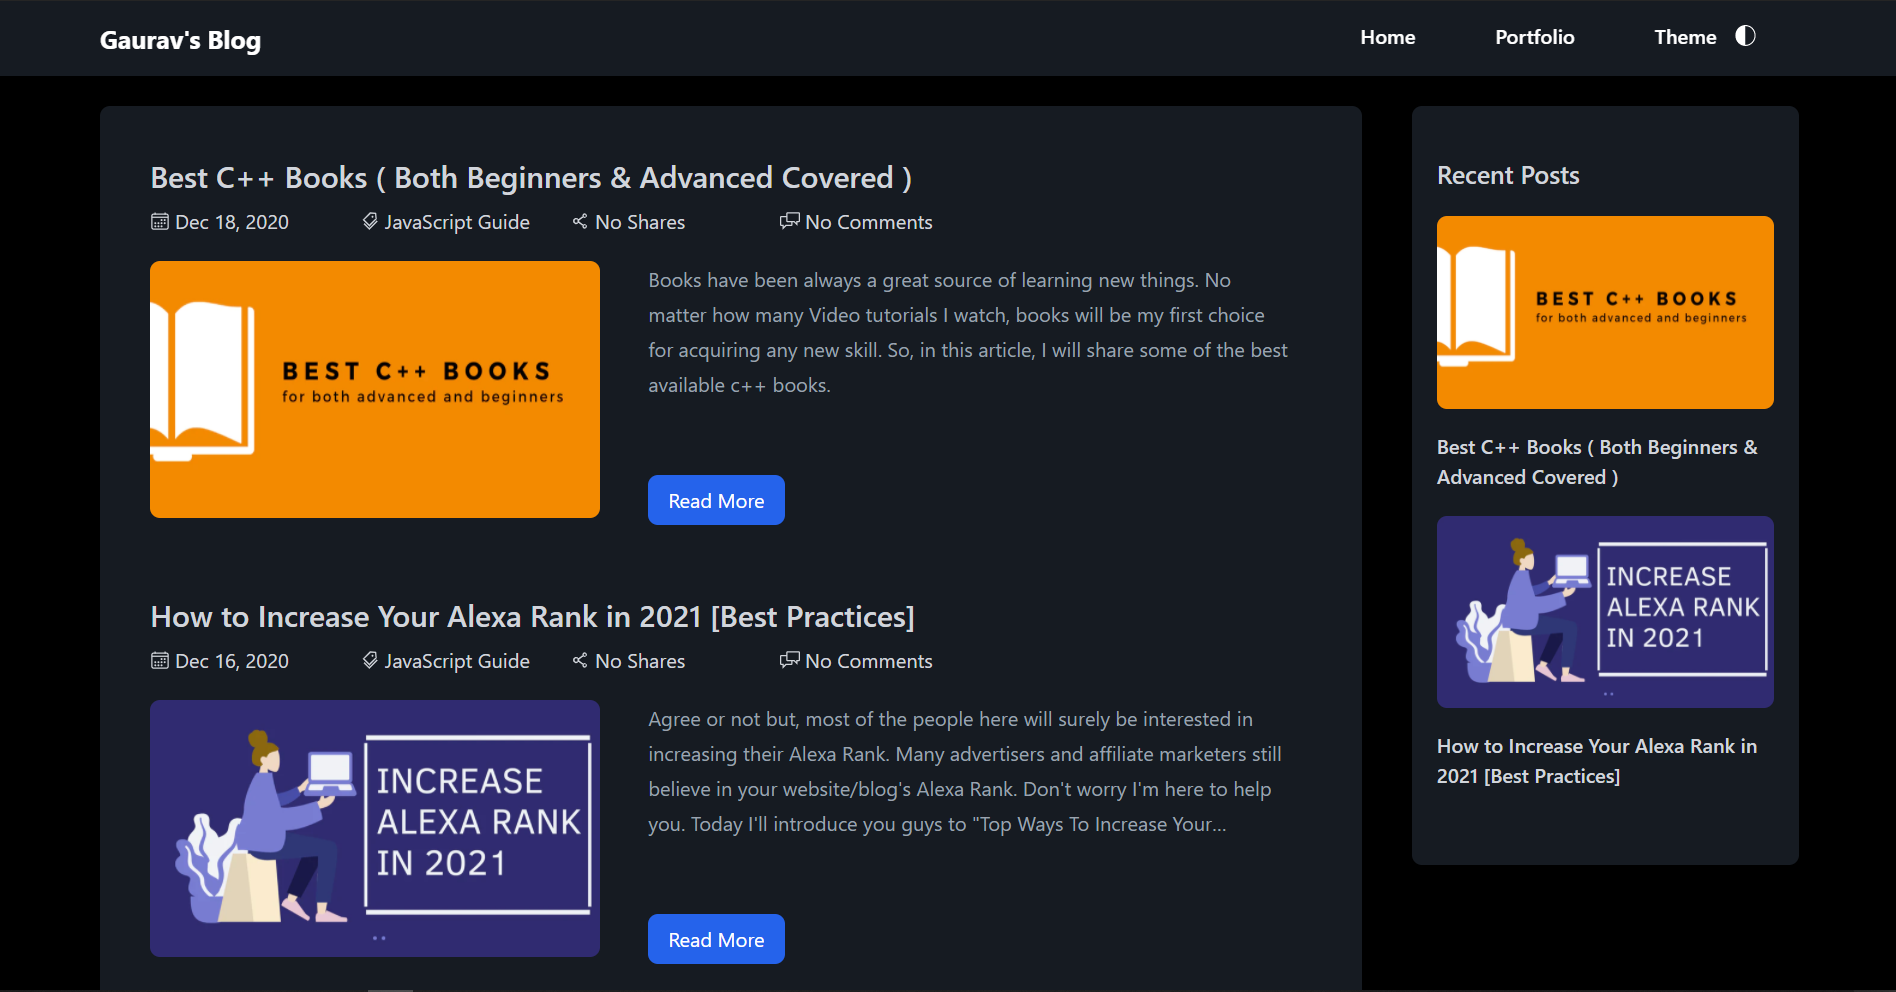 Gaurav's Blog
Home
Portfolio
Theme
Best C++ Books ( Both Beginners & Advanced Covered )
Dec 18, 2020
JavaScript Guide
No Shares
No Comments
BEST C++ BOOKS
for both advanced and beginners
Books have been always a great source of learning new things. No
matter how many Video tutorials I watch, books will be my first choice
for acquiring any new skill. So, in this article, I will share some of the best
available c++ books.
Read More
How to Increase Your Alexa Rank in 2021 [Best Practices]
Dec 16, 2020
JavaScript Guide
No Shares
No Comments
INCREASE
ALEXA RANK
IN 2021
Agree or not but, most of the people here will surely be interested in
increasing their Alexa Rank. Many advertisers and affiliate marketers still
believe in your website/blog's Alexa Rank. Don't worry I'm here to help
you. Today I'll introduce you guys to "Top Ways To Increase Your...
Read More
Recent Posts
BEST C++ BOOKS
for both advanced and beginners
Best C++ Books ( Both Beginners &
Advanced Covered )
INCREASE
ALEXA RANK
IN 2021
How to Increase Your Alexa Rank in
2021 [Best Practices]